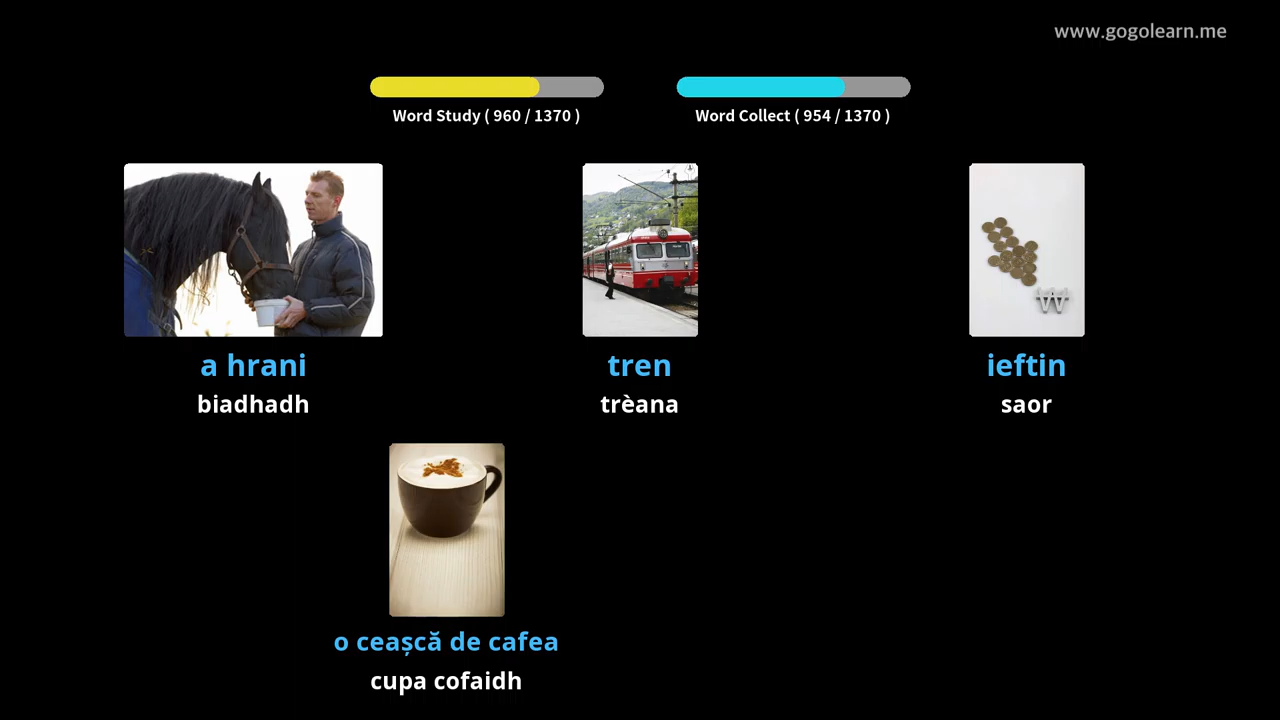 www.gogolearn.me
Word Study ( 960 / 1370 )
Word Collect ( 954 / 1370 )
a hrani
biadhadh
tren
trèana
ieftin
saor
o ceașcă de cafea
cupa cofaidh